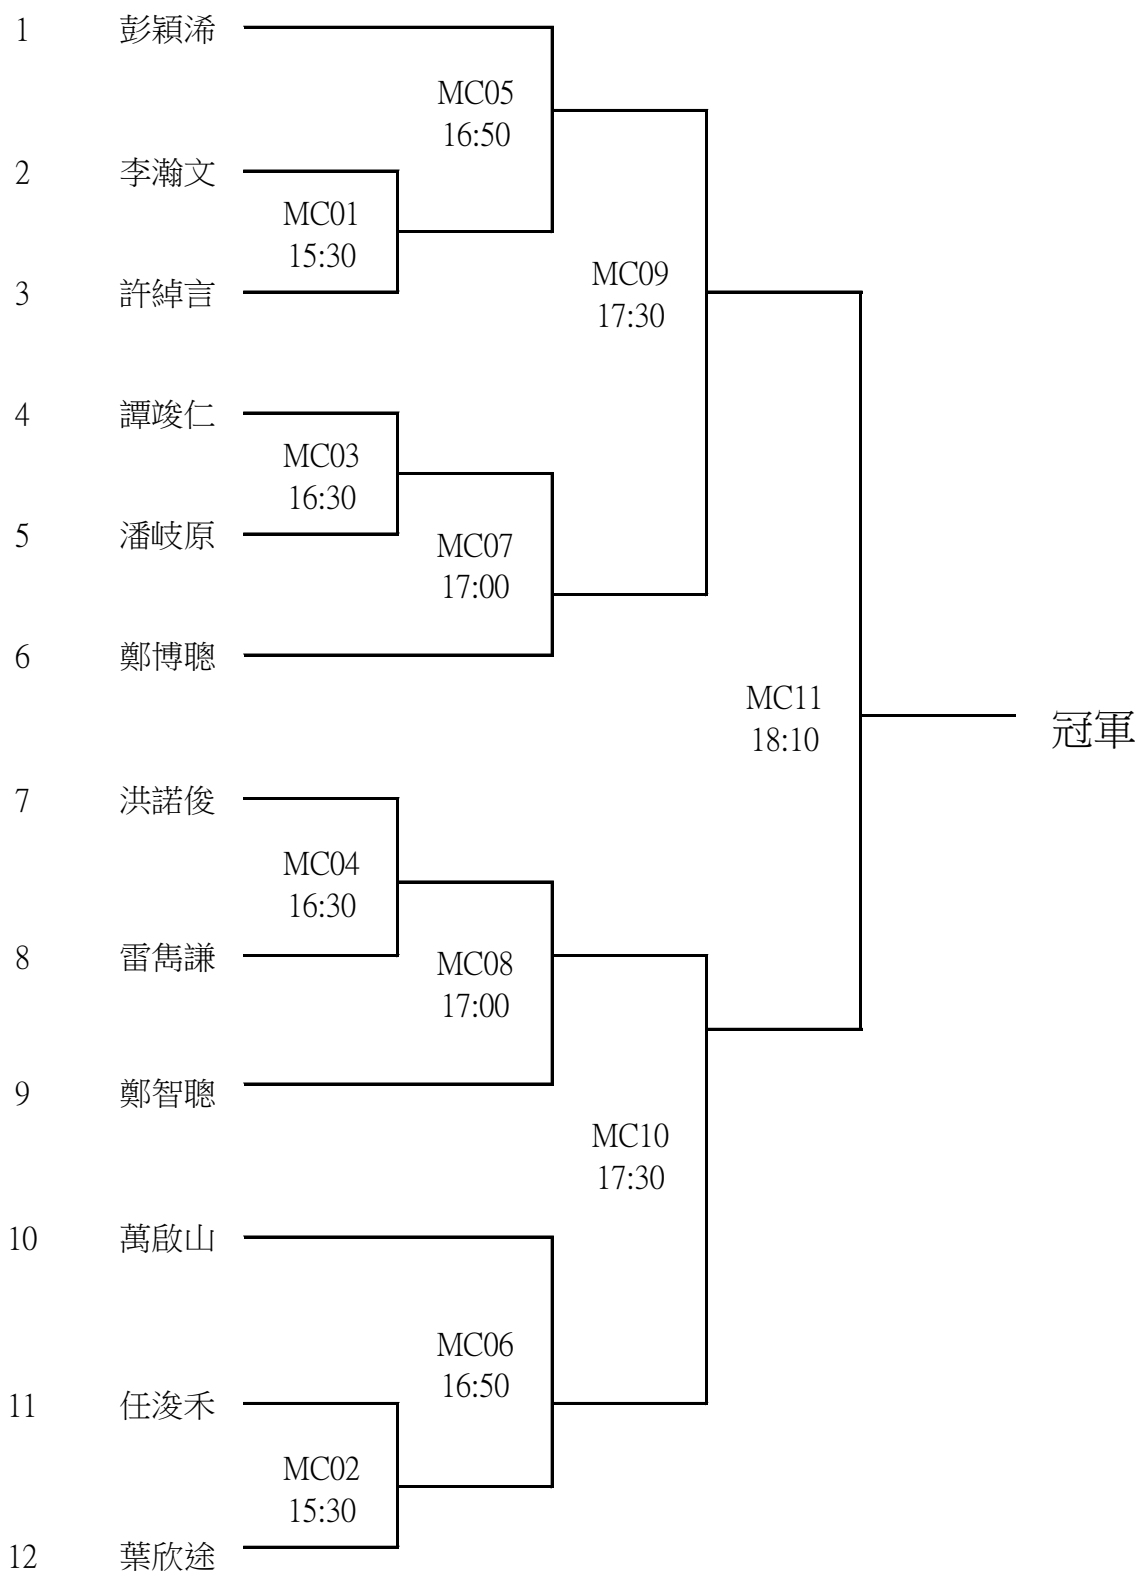 1 彭穎浠
MC05
16:50
2 李瀚文
MC01
15:30
3 許綽言
MC09
17:30
4 譚竣仁
MC03
16:30
5 潘岐原
MC07
17:00
6 鄭博聰
MC11
18:10
冠軍
7 洪諾俊
MC04
16:30
8 雷雋謙
MC08
17:00
9 鄭智聰
MC10
17:30
10 萬啟山
MC06
16:50
11 任浚禾
MC02
15:30
12 葉欣途